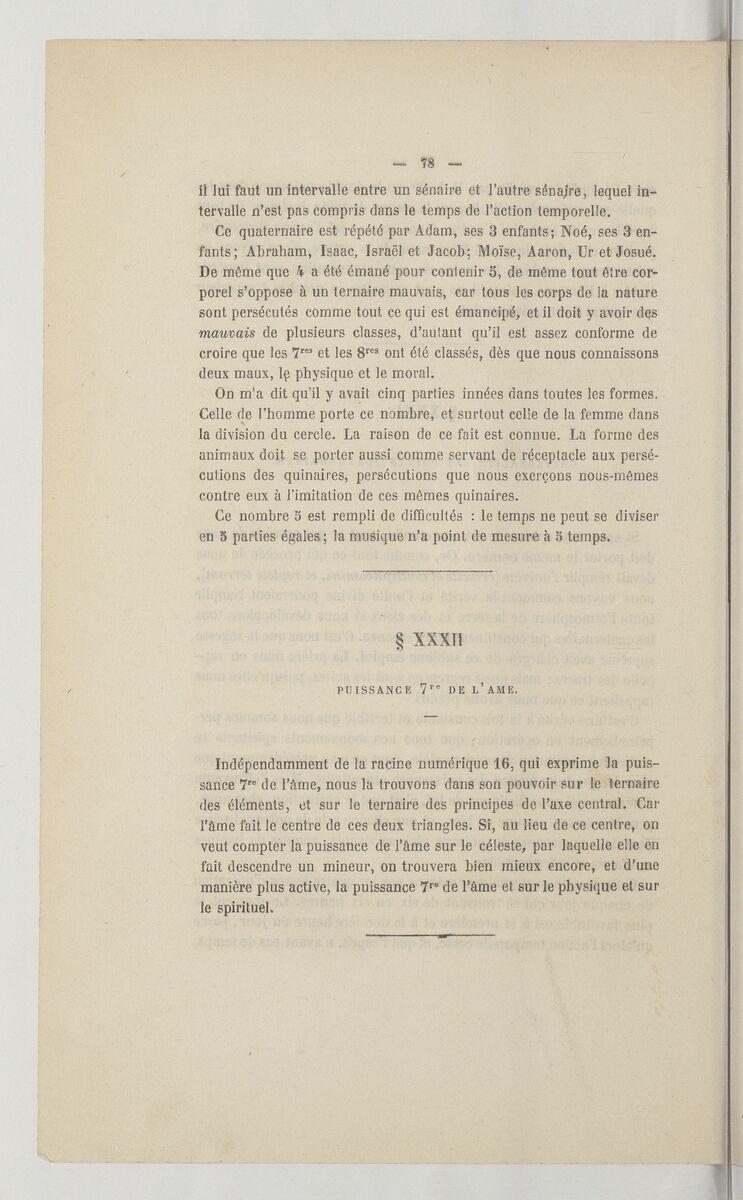 — 78 —
il lui faut un intervalle entre un sénaire et l'autre sénaire, lequel in-
tervalle n'est pas compris dans le temps de l'action temporelle.
Ce quaternaire est répété par Adam, ses 3 enfants; Noé, ses 3 en-
fants; Abraham, Isaac, Israël et Jacob; Moïse, Aaron, Ur et Josué.
De même que 4 a été émané pour contenir 5, de même tout être cor-
porel s'oppose à un ternaire mauvais, car tous les corps de la nature
sont persécutés comme tout ce qui est émancipé, et il doit y avoir des
mauvais de plusieurs classes, d'autant qu'il est assez conforme de
croire que les 7res et les 8res ont été classés, dès que nous connaissons
deux maux, le physique et le moral.
On m'a dit qu'il y avait cinq parties innées dans toutes les formes.
Celle de l'homme porte ce nombre, et surtout celle de la femme dans
la division du cercle. La raison de ce fait est connue. La forme des
animaux doit se porter aussi comme servant de réceptacle aux persé-
cutions des quinaires, persécutions que nous exerçons nous-mêmes
contre eux à l'imitation de ces mêmes quinaires.
Ce nombre 5 est rempli de difficultés : le temps ne peut se diviser
en 5 parties égales; la musique n'a point de mesure à 5 temps.
§ XXXII
PUISSANCE 7re DE L'AME.
—
Indépendamment de la racine numérique 16, qui exprime la puis-
sance 7re de l'âme, nous la trouvons dans son pouvoir sur le ternaire
des éléments, et sur le ternaire des principes de l'axe central. Car
l'âme fait le centre de ces deux triangles. Si, au lieu de ce centre, on
veut compter la puissance de l'âme sur le céleste, par laquelle elle en
fait descendre un mineur, on trouvera bien mieux encore, et d'une
manière plus active, la puissance 7re de l'âme et sur le physique et sur
le spirituel.